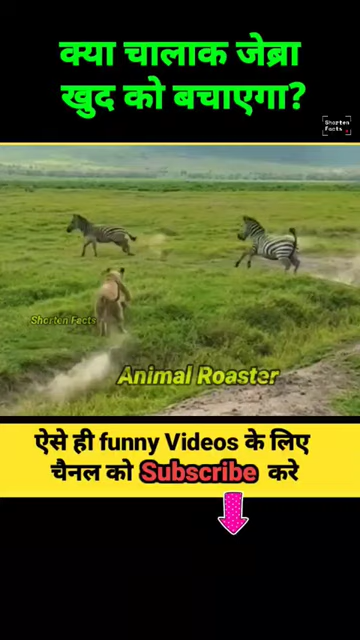 क्या चालाक जेब्रा
खुद को बचाएगा?
Shorten
Facts
Shorten Facts
Animal Roaster
ऐसे ही funny Videos के लिए
चैनल को Subscribe करे